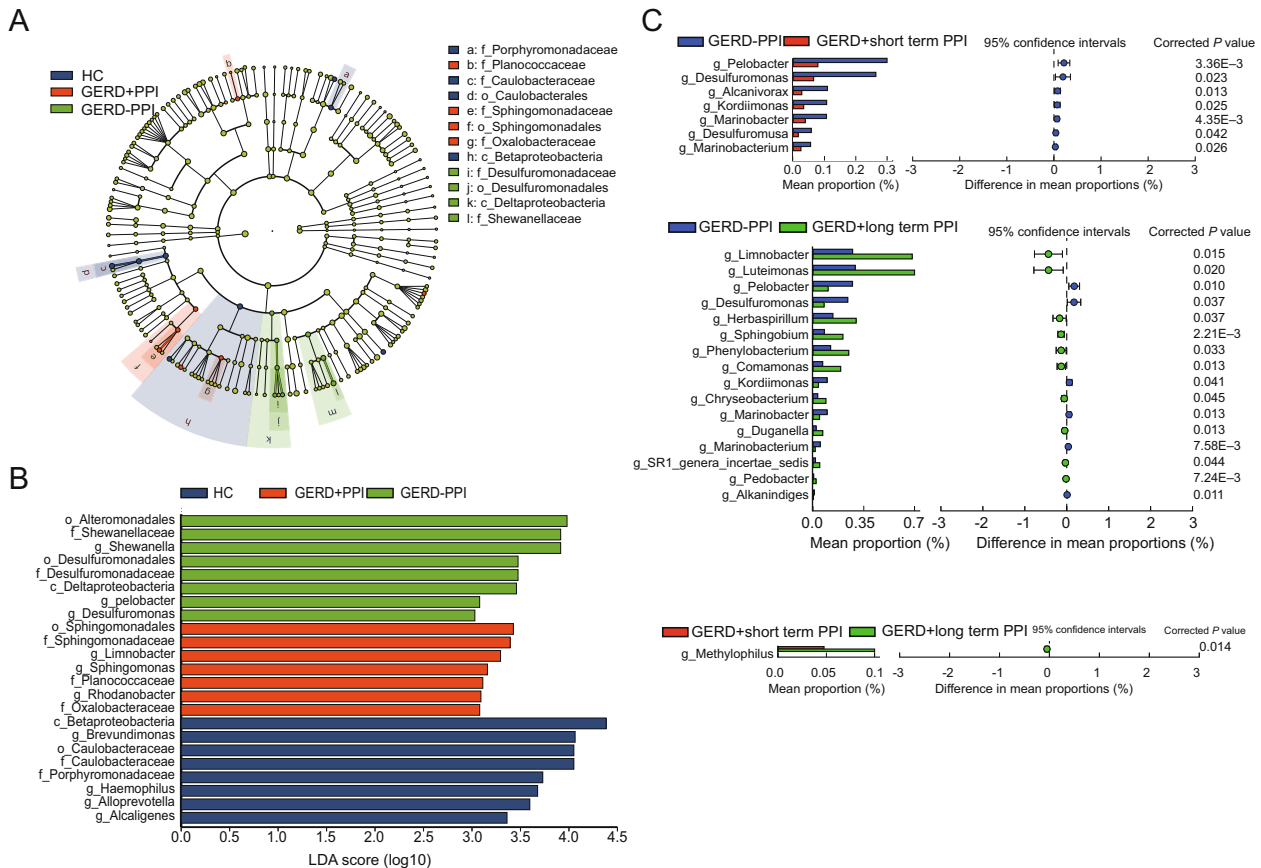 A
HC
GERD+PPI
GERD-PPI
a: f_Porphyromonadaceae
b: f_Planococcaceae
c: f_Caulobacteraceae
d: o_Caulobacterales
e: f_Sphingomonadaceae
f: o_Sphingomonadales
g: f_Oxalobacteraceae
h: c_Betaproteobacteria
i: f_Desulfuromonadaceae
j: o_Desulfuromonadales
k: c_Deltaproteobacteria
l: f_Shewanellaceae
a
b
c
d
e
f
g
h
i
j
k
l
m
B
HC GERD+PPI GERD-PPI
o_Alteromonadales
f_Shewanellaceae
g_Shewanella
o_Desulfuromonadales
f_Desulfuromonadaceae
c_Deltaproteobacteria
g_pelobacter
g_Desulfuromonas
o_Sphingomonadales
f_Sphingomonadaceae
g_Limnobacter
g_Sphingomonas
f_Planococcaceae
g_Rhodanobacter
f_Oxalobacteraceae
c_Betaproteobacteria
g_Brevundimonas
o_Caulobacteraceae
f_Caulobacteraceae
f_Porphyromonadaceae
g_Haemophilus
g_Alloprevotella
g_Alcaligenes
0.0 0.5 1.0 1.5 2.0 2.5 3.0 3.5 4.0 4.5
LDA score (log10)
C
GERD-PPI GERD+short term PPI 95% confidence intervals Corrected P value
g_Pelobacter 3.36E–3
g_Desulfuromonas 0.023
g_Alcanivorax 0.013
g_Kordiimonas 0.025
g_Marinobacter 4.35E–3
g_Desulfuromusa 0.042
g_Marinobacterium 0.026
0.0 0.1 0.2 0.3 -3 -2 -1 0 1 2 3
Mean proportion (%) Difference in mean proportions (%)
GERD-PPI GERD+long term PPI 95% confidence intervals Corrected P value
g_Limnobacter 0.015
g_Luteimonas 0.020
g_Pelobacter 0.010
g_Desulfuromonas 0.037
g_Herbaspirillum 0.037
g_Sphingobium 2.21E–3
g_Phenylobacterium 0.033
g_Comamonas 0.013
g_Kordiimonas 0.041
g_Chryseobacterium 0.045
g_Marinobacter 0.013
g_Duganella 0.013
g_Marinobacterium 7.58E–3
g_SR1_genera_incertae_sedis 0.044
g_Pedobacter 7.24E–3
g_Alkanindiges 0.011
0.0 0.35 0.7 -3 -2 -1 0 1 2 3
Mean proportion (%) Difference in mean proportions (%)
GERD+short term PPI GERD+long term PPI 95% confidence intervals Corrected P value
g_Methylophilus 0.014
0.0 0.05 0.1 -3 -2 -1 0 1 2 3
Mean proportion (%) Difference in mean proportions (%)